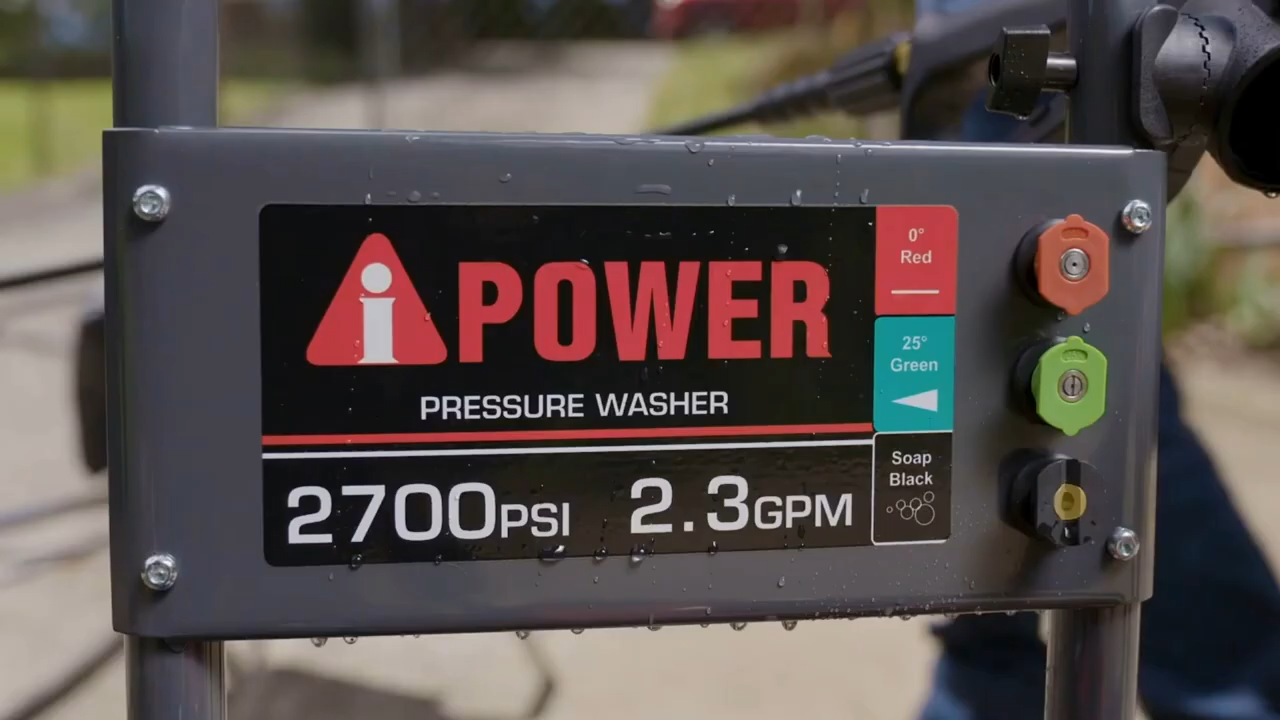 i POWER
PRESSURE WASHER
2700PSI 2.3GPM
0°
Red
25°
Green
Soap
Black